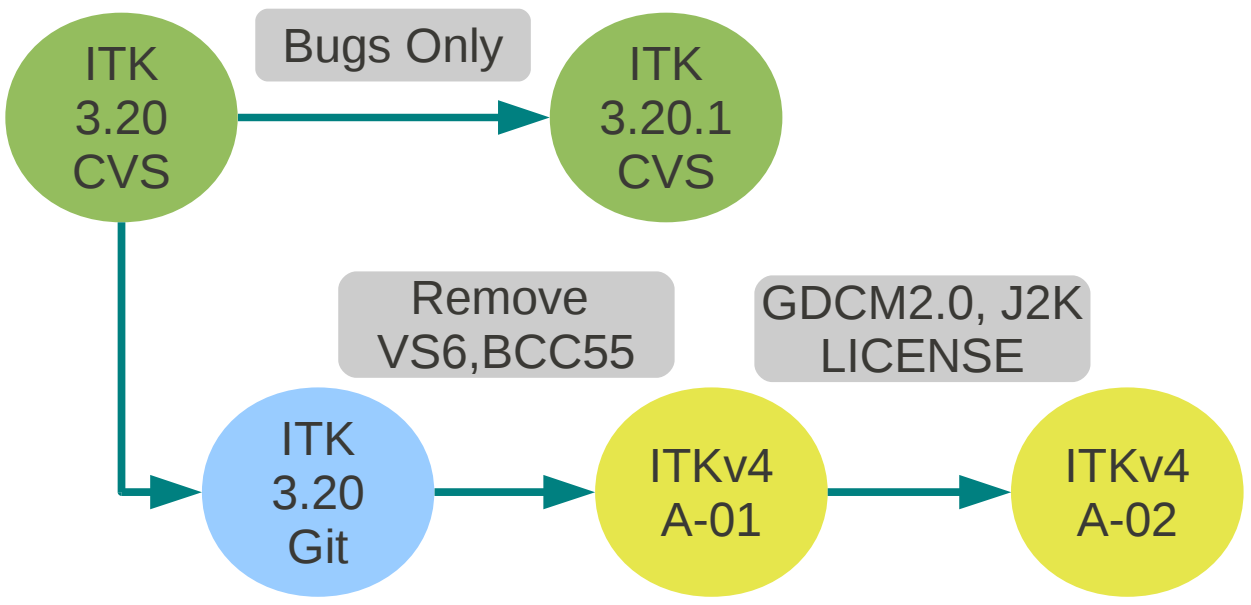 ITK
3.20
CVS
Bugs Only
ITK
3.20.1
CVS
Remove
VS6,BCC55
GDCM2.0, J2K
LICENSE
ITK
3.20
Git
ITKv4
A-01
ITKv4
A-02